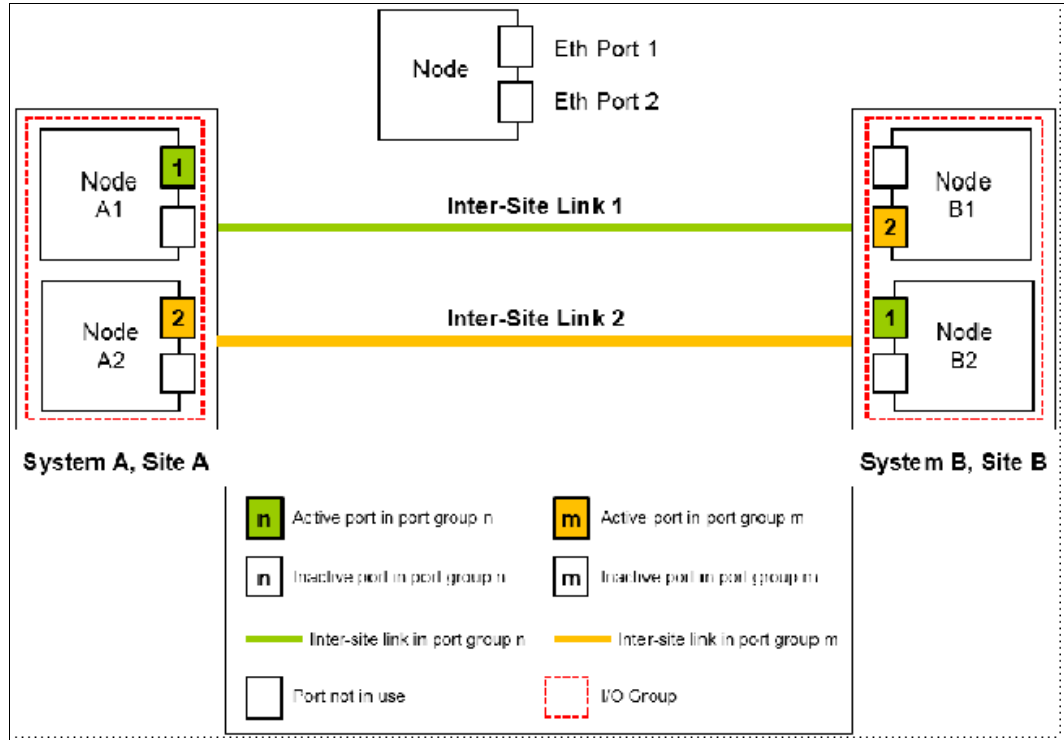 Node
Eth Port 1
Eth Port 2
Node
A1
1
Node
A2
2
Inter-Site Link 1
Inter-Site Link 2
2
Node
B1
1
Node
B2
System A, Site A
System B, Site B
n Active port in port group n
m Active port in port group m
n Inactive port in port group n
m Inactive port in port group m
Inter-site link in port group n
Inter-site link in port group m
Port not in use
I/O Group